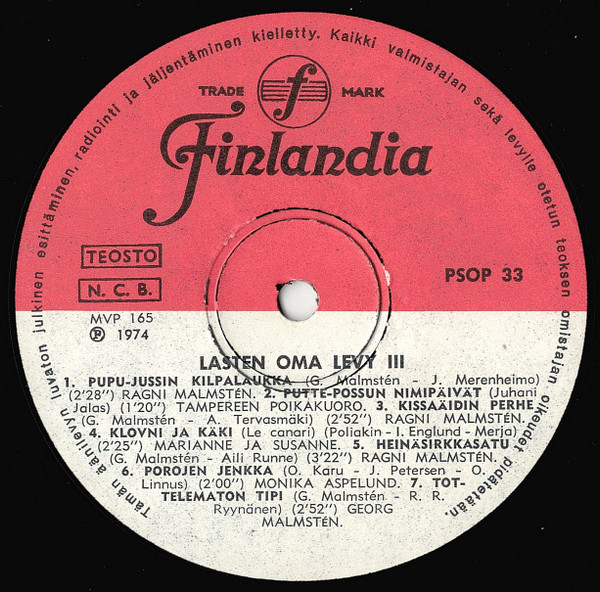 Tämän äänilevyn luvaton julkinen esittäminen, radiointi ja jäljentäminen kielletty. Kaikki valmistajan sekä levylle otetun teoksen omistajan oikeudet pidätetään.
TRADE f MARK
Finlandia
TEOSTO
N. C. B.
PSOP 33
MVP 165
℗ 1974
LASTEN OMA LEVY III
1. PUPU-JUSSIN KILPALAUKKA (G. Malmstén - J. Merenheimo)
(2'28") RAGNI MALMSTÉN. 2. PUTTE-POSSUN NIMIPÄIVÄT (Juhani
Jalas) (1'20") TAMPEREEN POIKAKUORO. 3. KISSAÄIDIN PERHE
(G. Malmstén - A. Tervasmäki) (2'52") RAGNI MALMSTÉN.
4. KLOVNI JA KÄKI (Le canari) (Poliakin - I. Englund - Merja)
(2'25") MARIANNE JA SUSANNE. 5. HEINÄSIRKKASATU
(G. Malmstén - Aili Runne) (3'22") RAGNI MALMSTÉN.
6. POROJEN JENKKA (O. Karu - J. Petersen - O.
Linnus) (2'00") MONIKA ASPELUND. 7. TOT-
TELEMATON TIPI (G. Malmstén - R. R.
Ryynänen) (2'52") GEORG
MALMSTÉN.